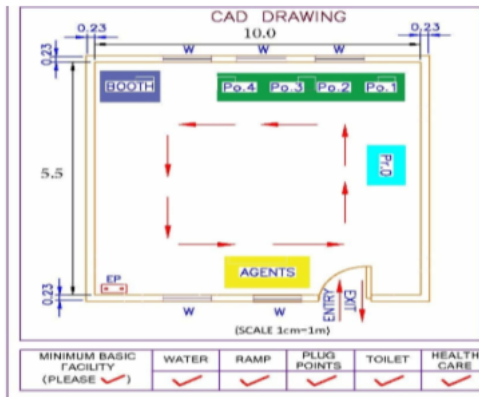 CAD DRAWING
0.23 10.0 0.23
W W W
0.23
BOOTH Po.4 Po.3 Po.2 Po.1
Pr.O
5.5
AGENTS
EP
0.23
W W
ENTRY EXIT
(SCALE 1cm=1m)
MINIMUM BASIC FACILITY (PLEASE ✓) WATER RAMP PLUG POINTS TOILET HEALTH CARE